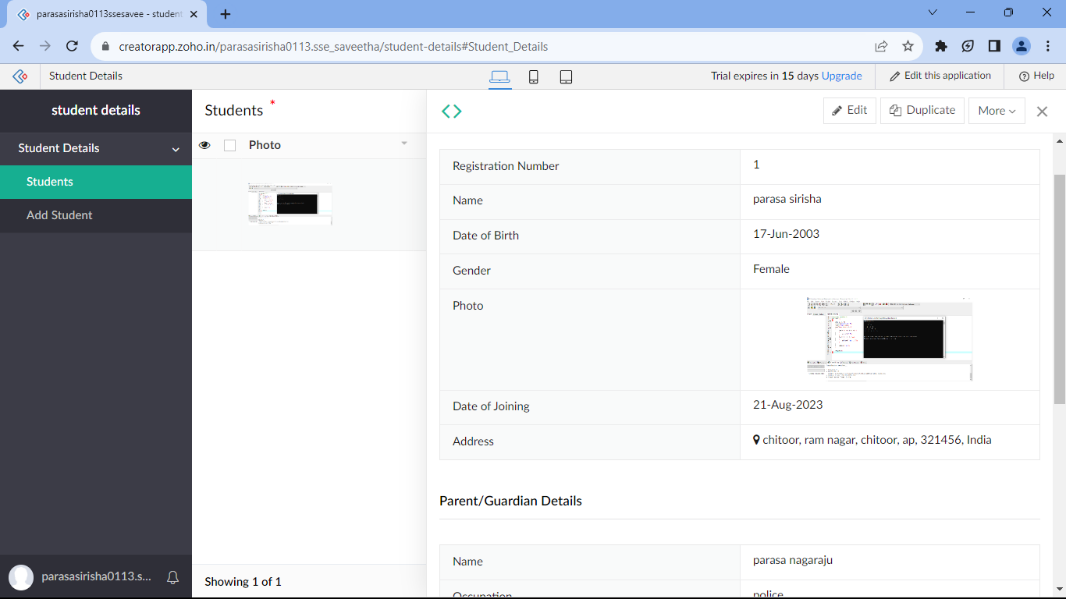 parasasirisha0113ssesavee - student
creatorapp.zoho.in/parasasirisha0113.sse_saveetha/student-details#Student_Details
Student Details
Trial expires in 15 days Upgrade
Edit this application
Help
student details
Student Details
Students
Add Student
parasasirisha0113.s...
Students *
Photo
Showing 1 of 1
Edit
Duplicate
More
Registration Number 1
Name parasa sirisha
Date of Birth 17-Jun-2003
Gender Female
Photo
Date of Joining 21-Aug-2023
Address chitoor, ram nagar, chitoor, ap, 321456, India
Parent/Guardian Details
Name parasa nagaraju
Occupation police